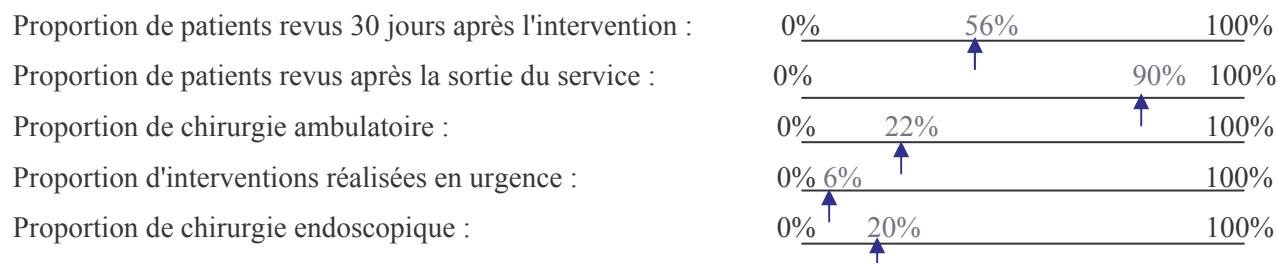 Proportion de patients revus 30 jours après l'intervention : 0% 56% 100%
Proportion de patients revus après la sortie du service : 0% 90% 100%
Proportion de chirurgie ambulatoire : 0% 22% 100%
Proportion d'interventions réalisées en urgence : 0% 6% 100%
Proportion de chirurgie endoscopique : 0% 20% 100%